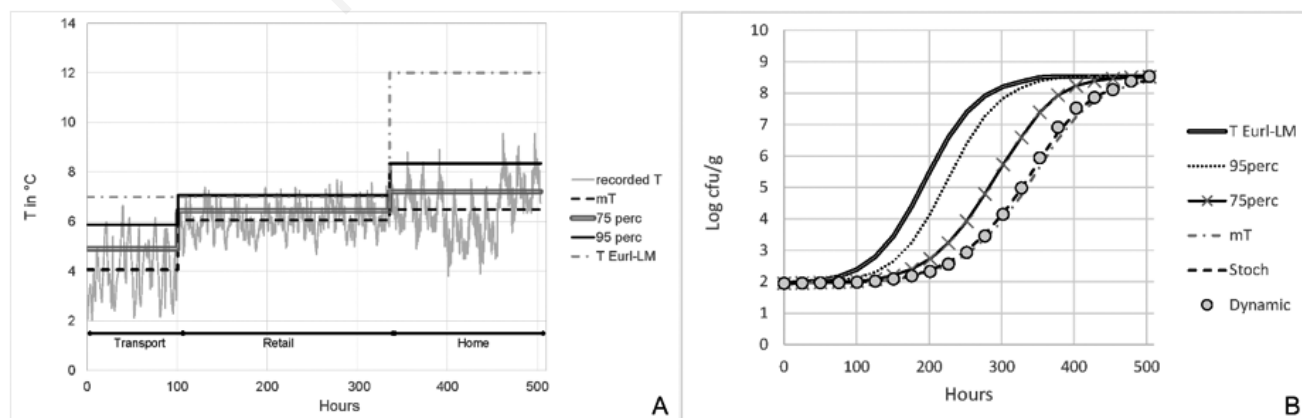 14
12
10
8
6
4
2
0
T in °C
Transport
Retail
Home
0
100
200
300
400
500
Hours
recorded T
mT
75 perc
95 perc
T Eurl-LM
A
10
9
8
7
6
5
4
3
2
1
0
Log cfu/g
0
100
200
300
400
500
Hours
T Eurl-LM
95perc
75perc
mT
Stoch
Dynamic
B